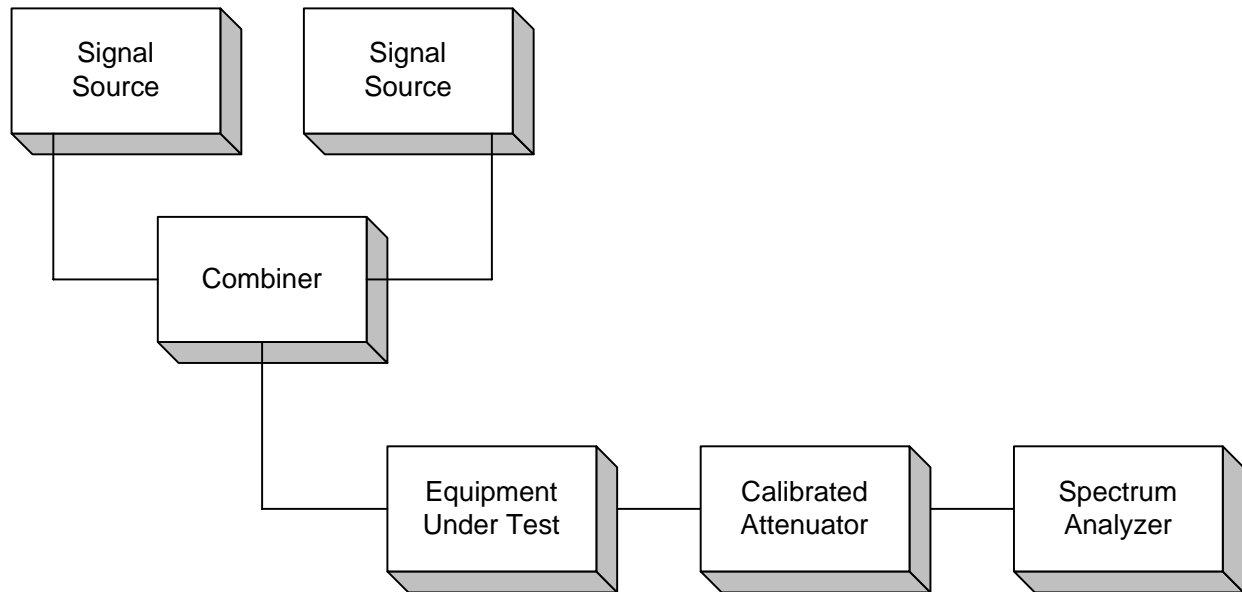 Signal
Source
Signal
Source
Combiner
Equipment
Under Test
Calibrated
Attenuator
Spectrum
Analyzer